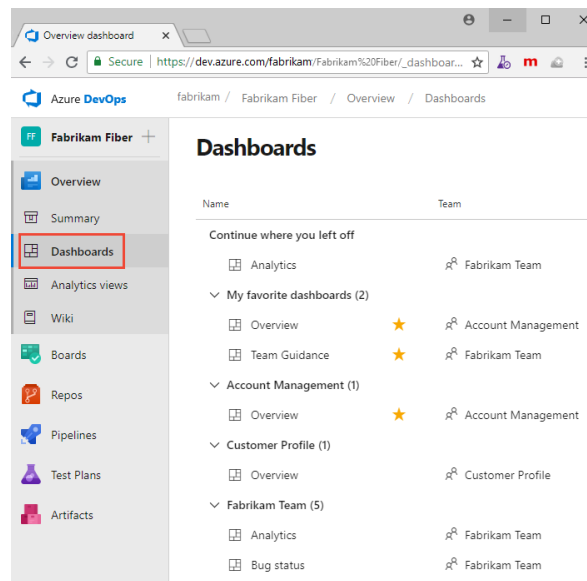 Overview dashboard
Secure https://dev.azure.com/fabrikam/Fabrikam%20Fiber/_dashboar...
m
Azure DevOps fabrikam / Fabrikam Fiber / Overview / Dashboards
FF Fabrikam Fiber
Dashboards
Overview
Name Team
Summary
Continue where you left off
Dashboards
Analytics Fabrikam Team
Analytics views
My favorite dashboards (2)
Wiki
Overview Account Management
Boards
Team Guidance Fabrikam Team
Account Management (1)
Repos
Overview Account Management
Pipelines
Customer Profile (1)
Test Plans
Overview Customer Profile
Fabrikam Team (5)
Artifacts
Analytics Fabrikam Team
Bug status Fabrikam Team